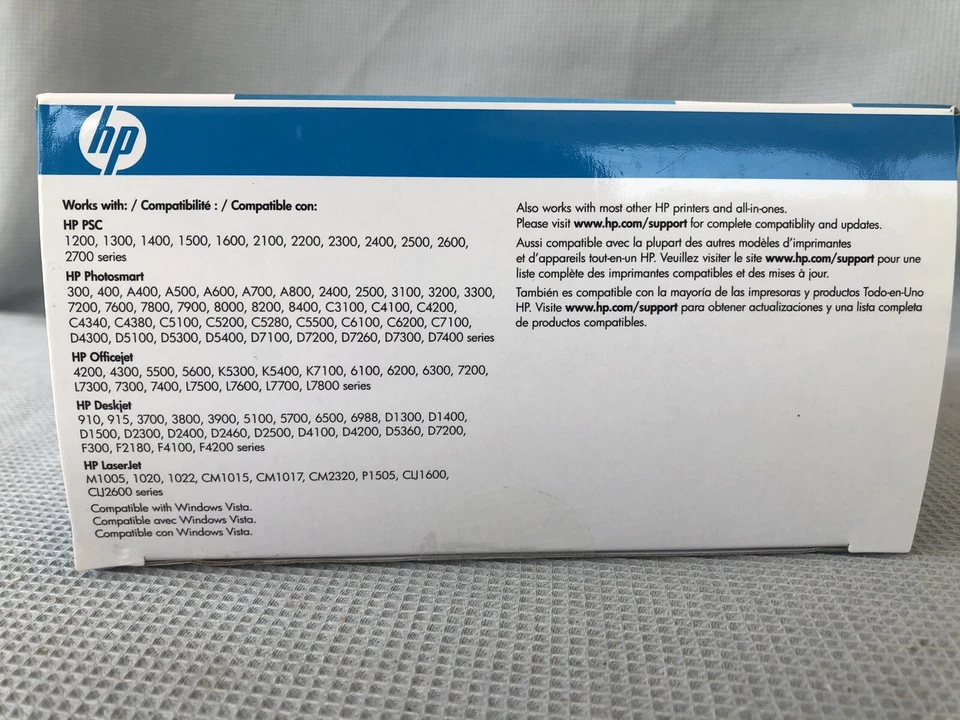 hp
Works with: / Compatibilité : / Compatible con:
HP PSC
1200, 1300, 1400, 1500, 1600, 2100, 2200, 2300, 2400, 2500, 2600,
2700 series
HP Photosmart
300, 400, A400, A500, A600, A700, A800, 2400, 2500, 3100, 3200, 3300,
7200, 7600, 7800, 7900, 8000, 8200, 8400, C3100, C4100, C4200,
C4340, C4380, C5100, C5200, C5280, C5500, C6100, C6200, C7100,
D4300, D5100, D5300, D5400, D7100, D7200, D7260, D7300, D7400 series
HP Officejet
4200, 4300, 5500, 5600, K5300, K5400, K7100, 6100, 6200, 6300, 7200,
L7300, 7300, 7400, L7500, L7600, L7700, L7800 series
HP Deskjet
910, 915, 3700, 3800, 3900, 5100, 5700, 6500, 6988, D1300, D1400,
D1500, D2300, D2400, D2460, D2500, D4100, D4200, D5360, D7200,
F300, F2180, F4100, F4200 series
HP LaserJet
M1005, 1020, 1022, CM1015, CM1017, CM2320, P1505, CLJ1600,
CLJ2600 series
Compatible with Windows Vista.
Compatible avec Windows Vista.
Compatible con Windows Vista.
Also works with most other HP printers and all-in-ones.
Please visit www.hp.com/support for complete compatiblity and updates.
Aussi compatible avec la plupart des autres modèles d'imprimantes
et d'appareils tout-en-un HP. Veuillez visiter le site www.hp.com/support pour une
liste complète des imprimantes compatibles et des mises à jour.
También es compatible con la mayoría de las impresoras y productos Todo-en-Uno
HP. Visite www.hp.com/support para obtener actualizaciones y una lista completa
de productos compatibles.